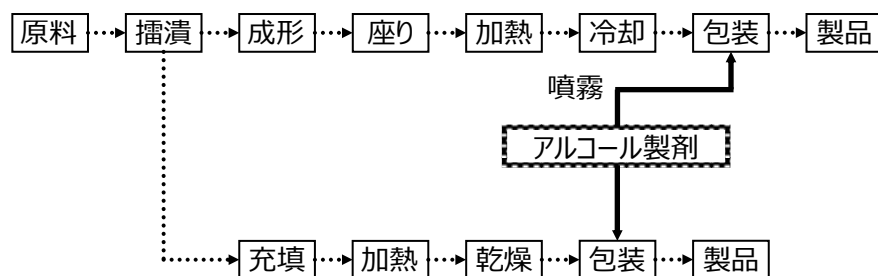 原料 擂潰 成形 座り 加熱 冷却 包装 製品
噴霧
アルコール製剤
充填 加熱 乾燥 包装 製品